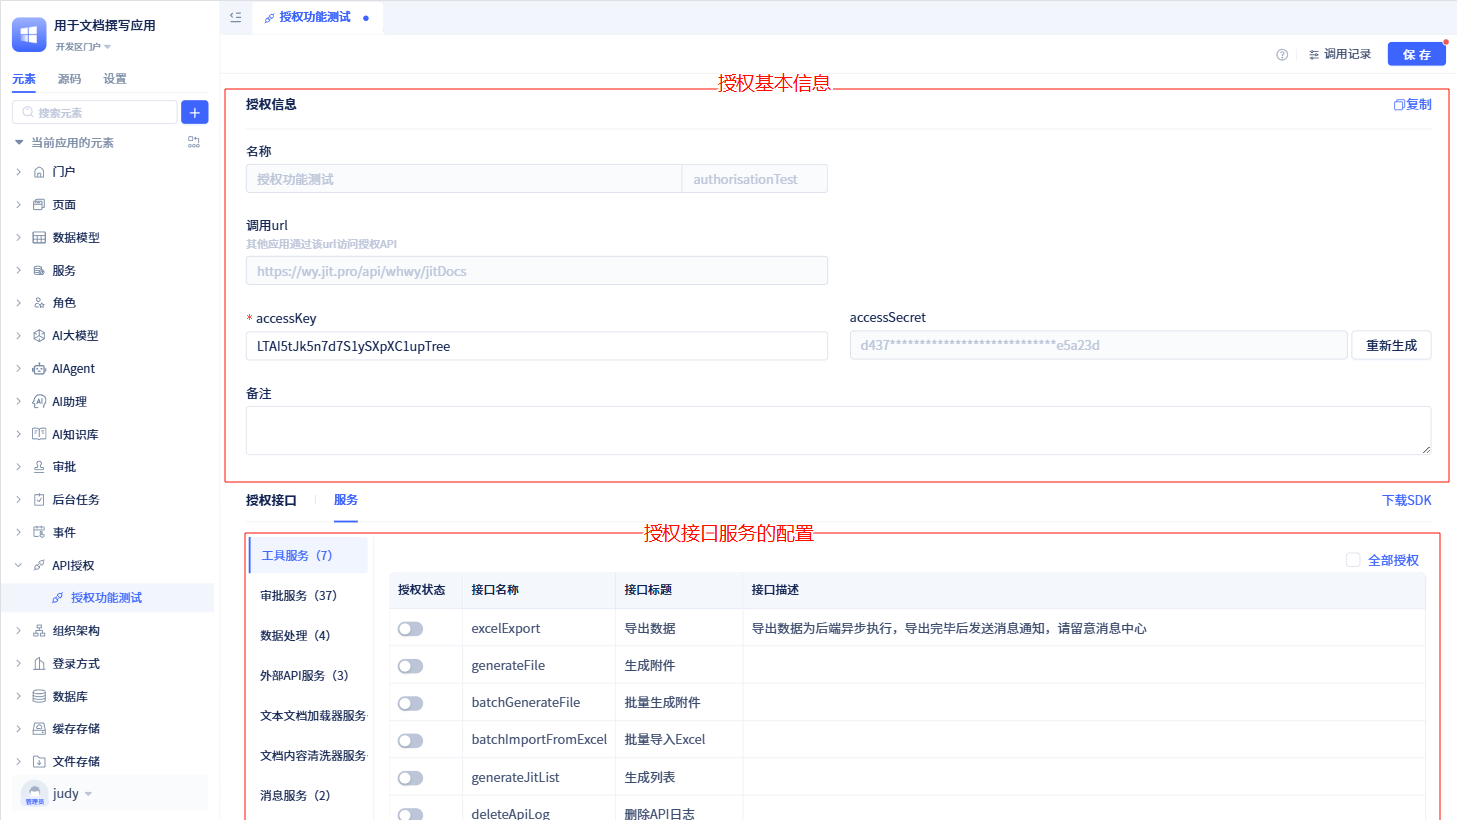 用于文档撰写应用
开发区门户
元素 源码 设置
搜索元素
当前应用的元素
门户
页面
数据模型
服务
角色
AI大模型
AIAgent
AI助理
AI知识库
审批
后台任务
事件
API授权
授权功能测试
组织架构
登录方式
数据库
缓存存储
文件存储
管理员
judy
授权功能测试
调用记录
保存
授权基本信息
授权信息
复制
名称
授权功能测试 authorisationTest
调用url
其他应用通过该url访问授权API
https://wy.jit.pro/api/whwy/jitDocs
* accessKey
LTAI5tJk5n7d7S1ySXpXC1upTree
accessSecret
d437****************************e5a23d
重新生成
备注
授权接口 服务
下载SDK
授权接口服务的配置
工具服务（7）
审批服务（37）
数据处理（4）
外部API服务（3）
文本文档加载器服务
文档内容清洗器服务
消息服务（2）
全部授权
授权状态 接口名称 接口标题 接口描述
excelExport 导出数据 导出数据为后端异步执行，导出完毕后发送消息通知，请留意消息中心
generateFile 生成附件
batchGenerateFile 批量生成附件
batchImportFromExcel 批量导入Excel
generateJitList 生成列表
deleteApiLog 删除API日志